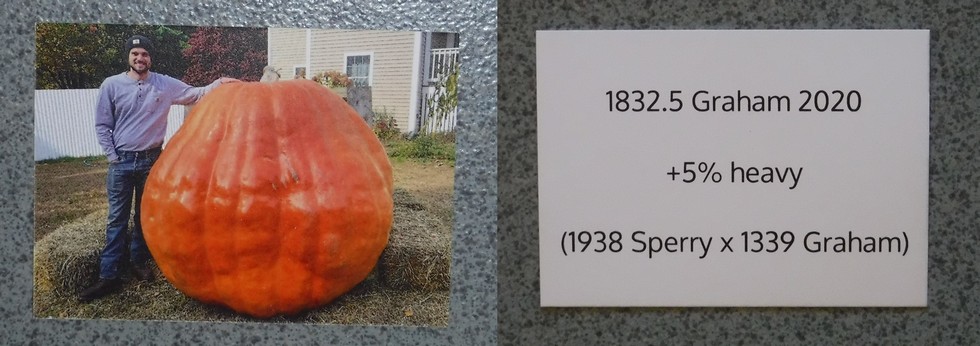 1832.5 Graham 2020
+5% heavy
(1938 Sperry x 1339 Graham)